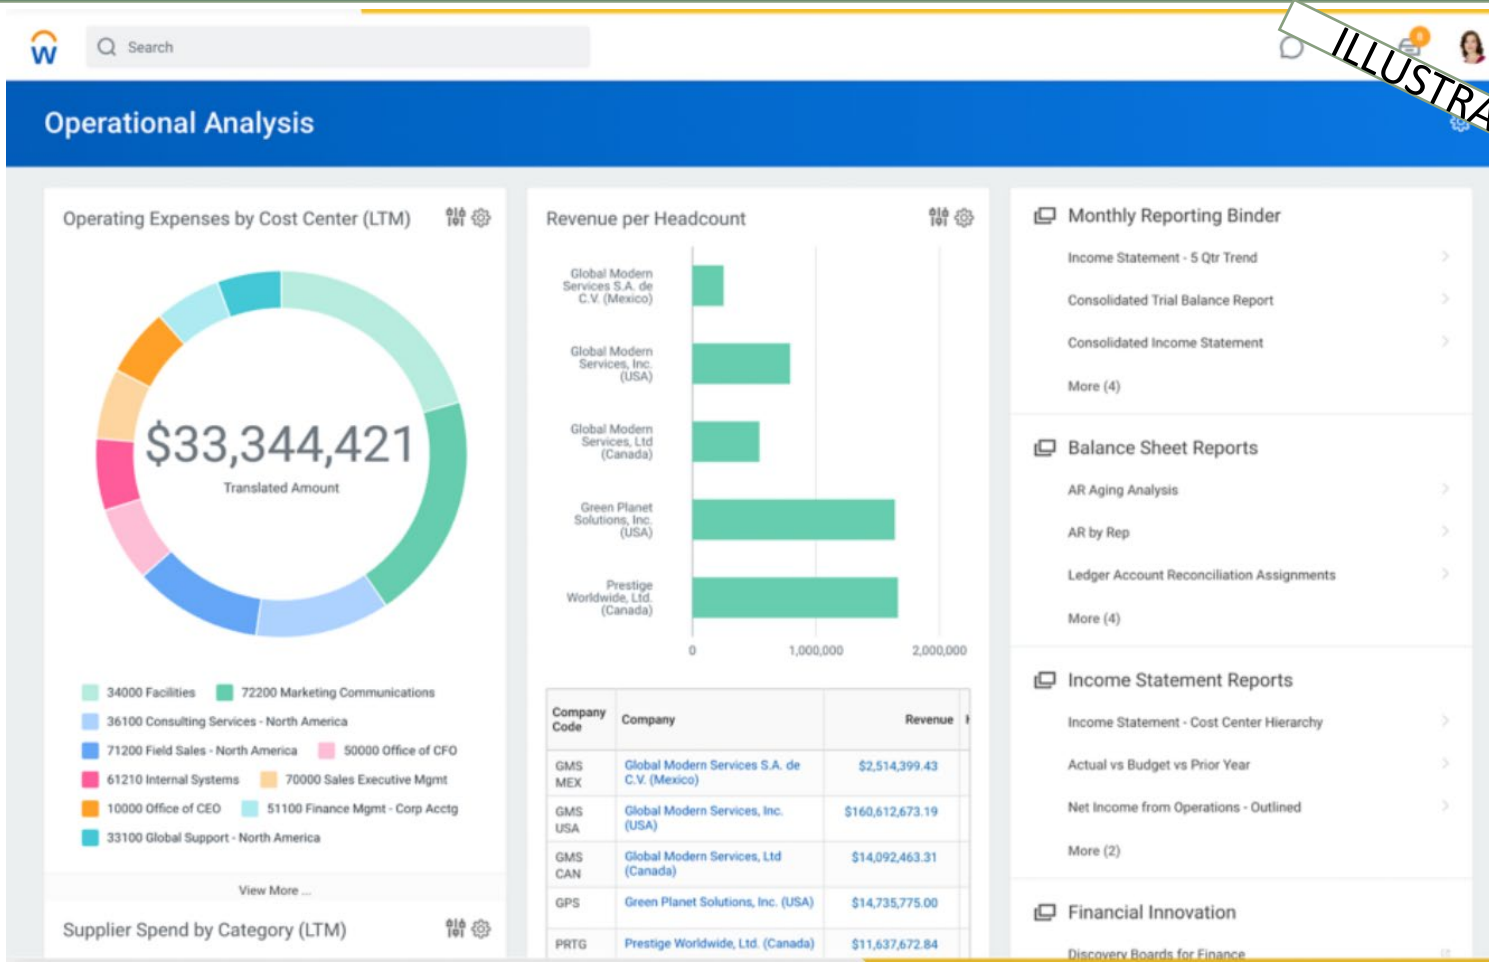 w
Search
8
ILLUSTRA
Operational Analysis
Operating Expenses by Cost Center (LTM)
$33,344,421
Translated Amount
34000 Facilities
72200 Marketing Communications
36100 Consulting Services - North America
71200 Field Sales - North America
50000 Office of CFO
61210 Internal Systems
70000 Sales Executive Mgmt
10000 Office of CEO
51100 Finance Mgmt - Corp Acctg
33100 Global Support - North America
View More ...
Supplier Spend by Category (LTM)
Revenue per Headcount
Global Modern
Services S.A. de
C.V. (Mexico)
Global Modern
Services, Inc.
(USA)
Global Modern
Services, Ltd
(Canada)
Green Planet
Solutions, Inc.
(USA)
Prestige
Worldwide, Ltd.
(Canada)
0
1,000,000
2,000,000
Company
Code
Company
Revenue
GMS
MEX
Global Modern Services S.A. de
C.V. (Mexico)
$2,514,399.43
GMS
USA
Global Modern Services, Inc.
(USA)
$160,612,673.19
GMS
CAN
Global Modern Services, Ltd
(Canada)
$14,092,463.31
GPS
Green Planet Solutions, Inc. (USA)
$14,735,775.00
PRTG
Prestige Worldwide, Ltd. (Canada)
$11,637,672.84
Monthly Reporting Binder
Income Statement - 5 Qtr Trend
Consolidated Trial Balance Report
Consolidated Income Statement
More (4)
Balance Sheet Reports
AR Aging Analysis
AR by Rep
Ledger Account Reconciliation Assignments
More (4)
Income Statement Reports
Income Statement - Cost Center Hierarchy
Actual vs Budget vs Prior Year
Net Income from Operations - Outlined
More (2)
Financial Innovation
Discovery Boards for Finance